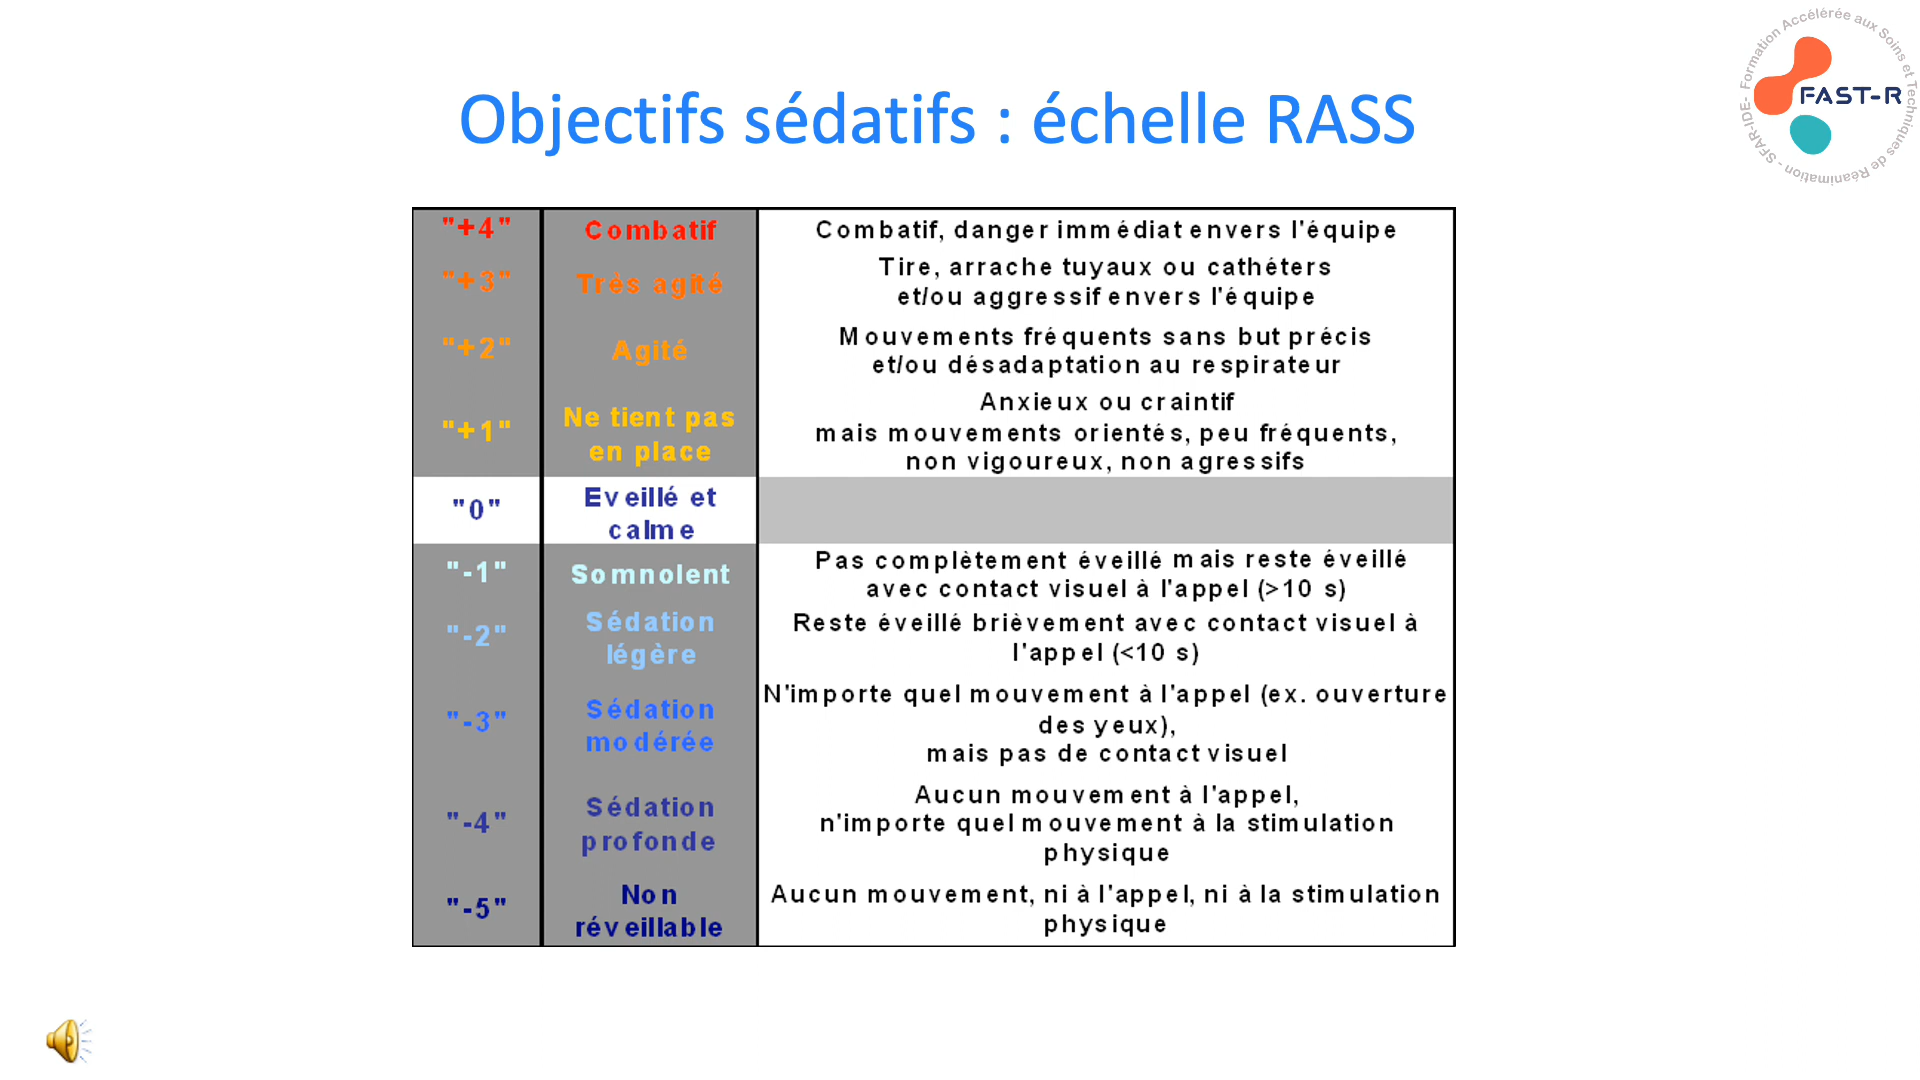 Formation Accélérée aux Soins et Techniques de Réanimation - SFAR-IDE-
FAST-R
Objectifs sédatifs : échelle RASS
"+4" Combatif Combatif, danger immédiat envers l'équipe
"+3" Très agité Tire, arrache tuyaux ou cathéters
et/ou aggressif envers l'équipe
"+2" Agité Mouvements fréquents sans but précis
et/ou désadaptation au respirateur
"+1" Ne tient pas
en place
Anxieux ou craintif
mais mouvements orientés, peu fréquents,
non vigoureux, non agressifs
"0" Eveillé et
calme
"-1" Somnolent Pas complètement éveillé mais reste éveillé
avec contact visuel à l'appel (>10 s)
"-2" Sédation
légère
Reste éveillé brièvement avec contact visuel à
l'appel (<10 s)
"-3" Sédation
modérée
N'importe quel mouvement à l'appel (ex. ouverture
des yeux),
mais pas de contact visuel
"-4" Sédation
profonde
Aucun mouvement à l'appel,
n'importe quel mouvement à la stimulation
physique
"-5" Non
réveillable
Aucun mouvement, ni à l'appel, ni à la stimulation
physique